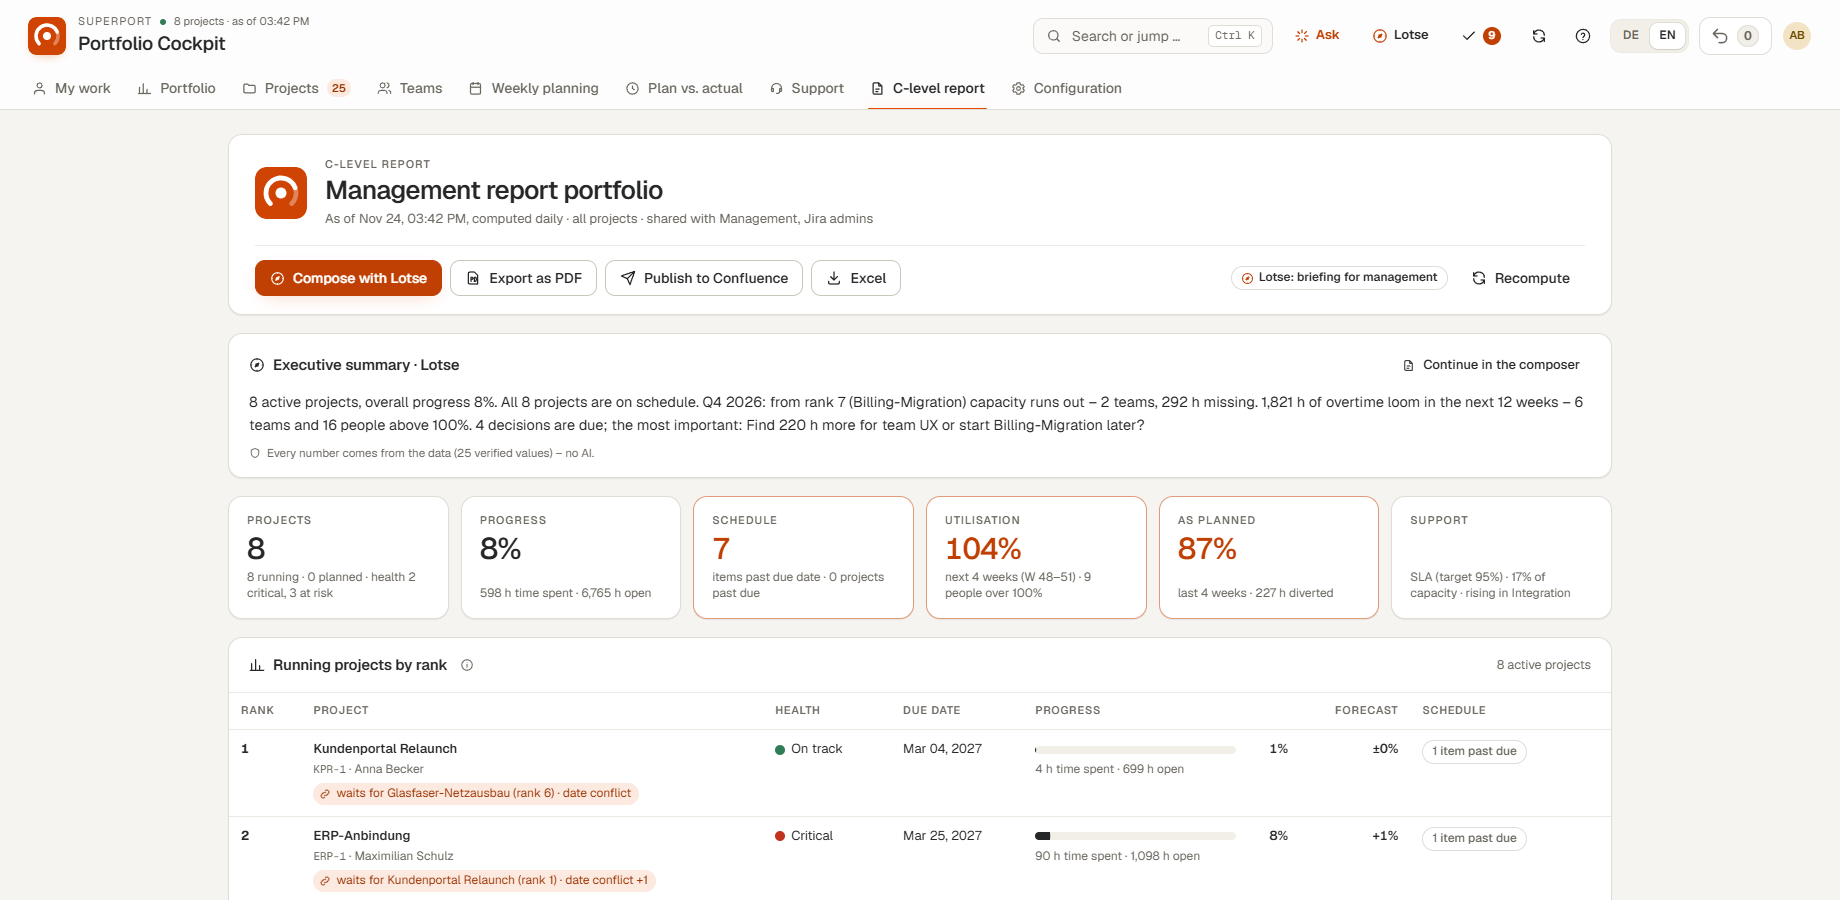 SUPERPORT 8 projects · as of 03:42 PM
Portfolio Cockpit
Search or jump ... Ctrl K
Ask
Lotse
9
DE EN
0
AB
My work
Portfolio
Projects 25
Teams
Weekly planning
Plan vs. actual
Support
C-level report
Configuration
C-LEVEL REPORT
Management report portfolio
As of Nov 24, 03:42 PM, computed daily · all projects · shared with Management, Jira admins
Compose with Lotse
Export as PDF
Publish to Confluence
Excel
Lotse: briefing for management
Recompute
Executive summary · Lotse
Continue in the composer
8 active projects, overall progress 8%. All 8 projects are on schedule. Q4 2026: from rank 7 (Billing-Migration) capacity runs out – 2 teams, 292 h missing. 1,821 h of overtime loom in the next 12 weeks – 6
teams and 16 people above 100%. 4 decisions are due; the most important: Find 220 h more for team UX or start Billing-Migration later?
Every number comes from the data (25 verified values) – no AI.
PROJECTS
8
8 running · 0 planned · health 2
critical, 3 at risk
PROGRESS
8%
598 h time spent · 6,765 h open
SCHEDULE
7
items past due date · 0 projects
past due
UTILISATION
104%
next 4 weeks (W 48–51) · 9
people over 100%
AS PLANNED
87%
last 4 weeks · 227 h diverted
SUPPORT
SLA (target 95%) · 17% of
capacity · rising in Integration
Running projects by rank
8 active projects
RANK PROJECT HEALTH DUE DATE PROGRESS FORECAST SCHEDULE
1 Kundenportal Relaunch On track Mar 04, 2027 1% ±0% 1 item past due
KPR-1 · Anna Becker 4 h time spent · 699 h open
waits for Glasfaser-Netzausbau (rank 6) · date conflict
2 ERP-Anbindung Critical Mar 25, 2027 8% +1% 1 item past due
ERP-1 · Maximilian Schulz 90 h time spent · 1,098 h open
waits for Kundenportal Relaunch (rank 1) · date conflict +1